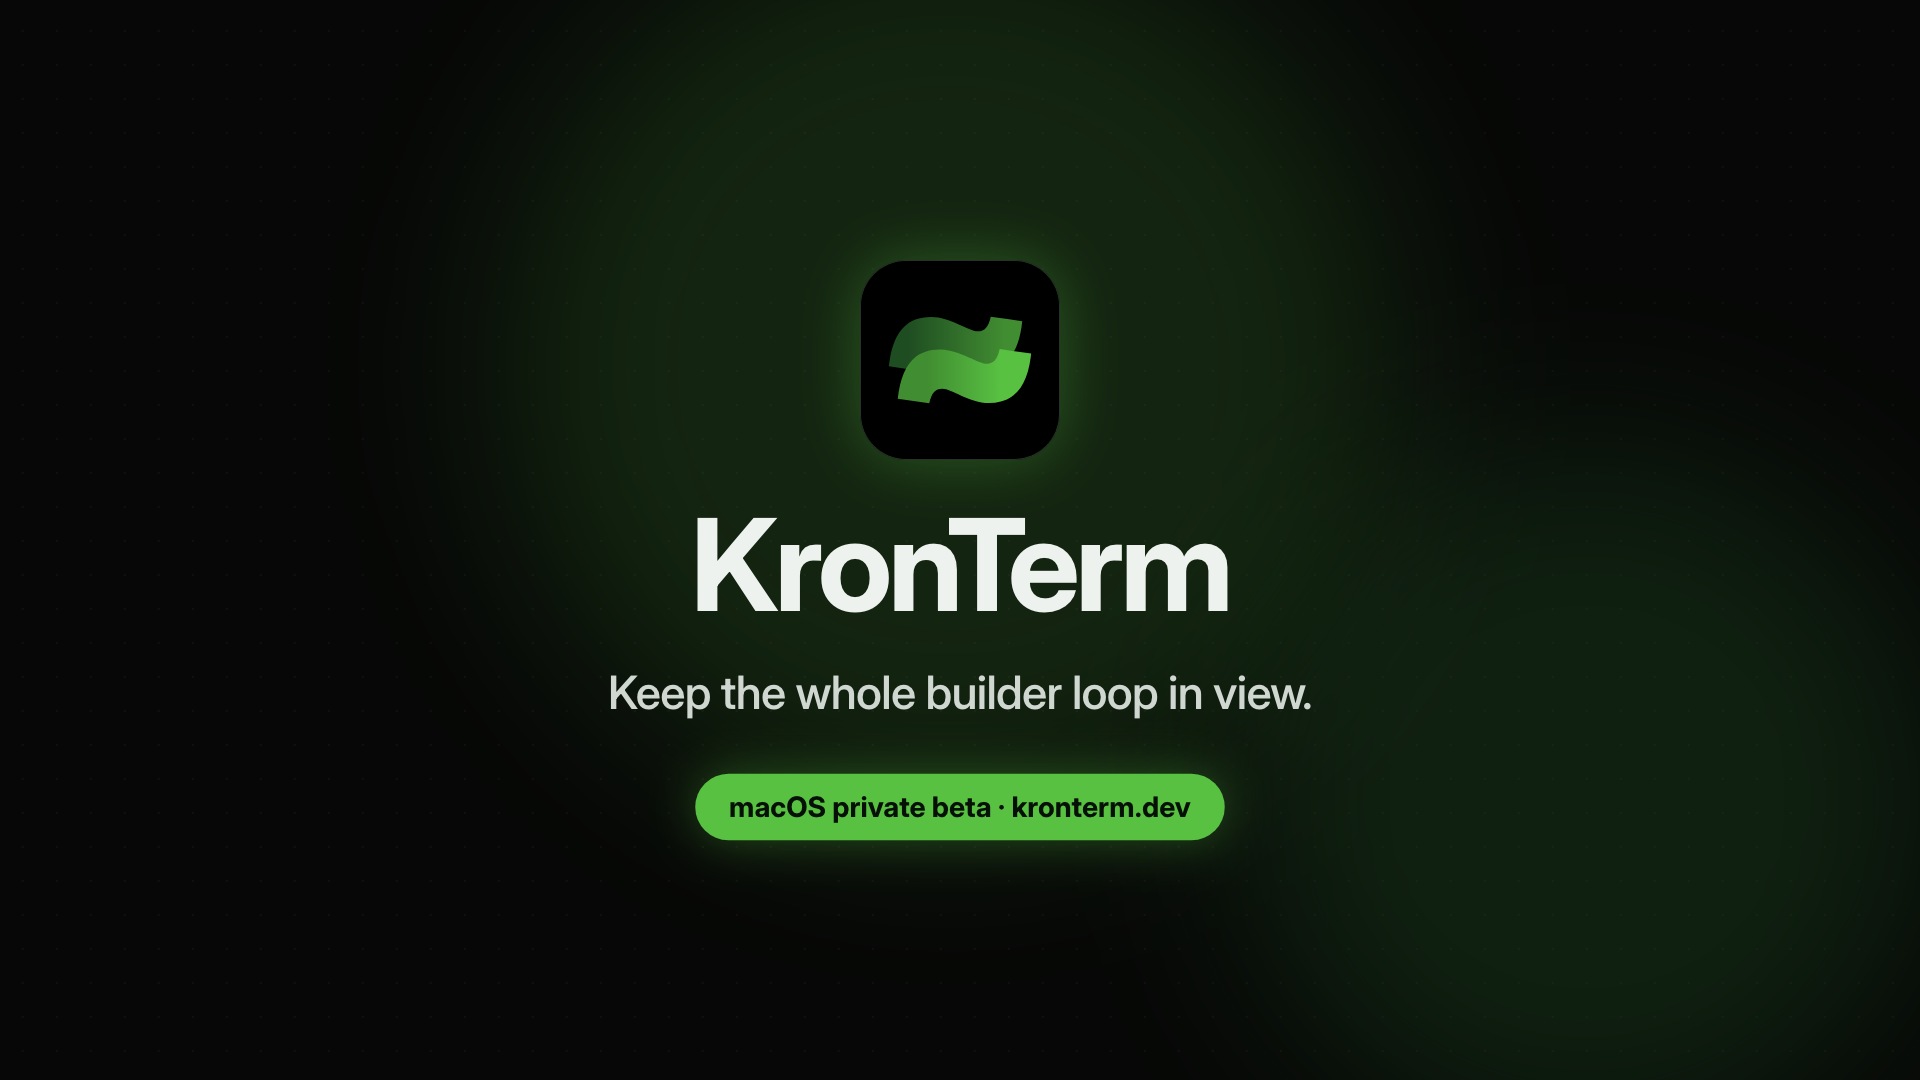 KronTerm
Keep the whole builder loop in view.
macOS private beta · kronterm.dev